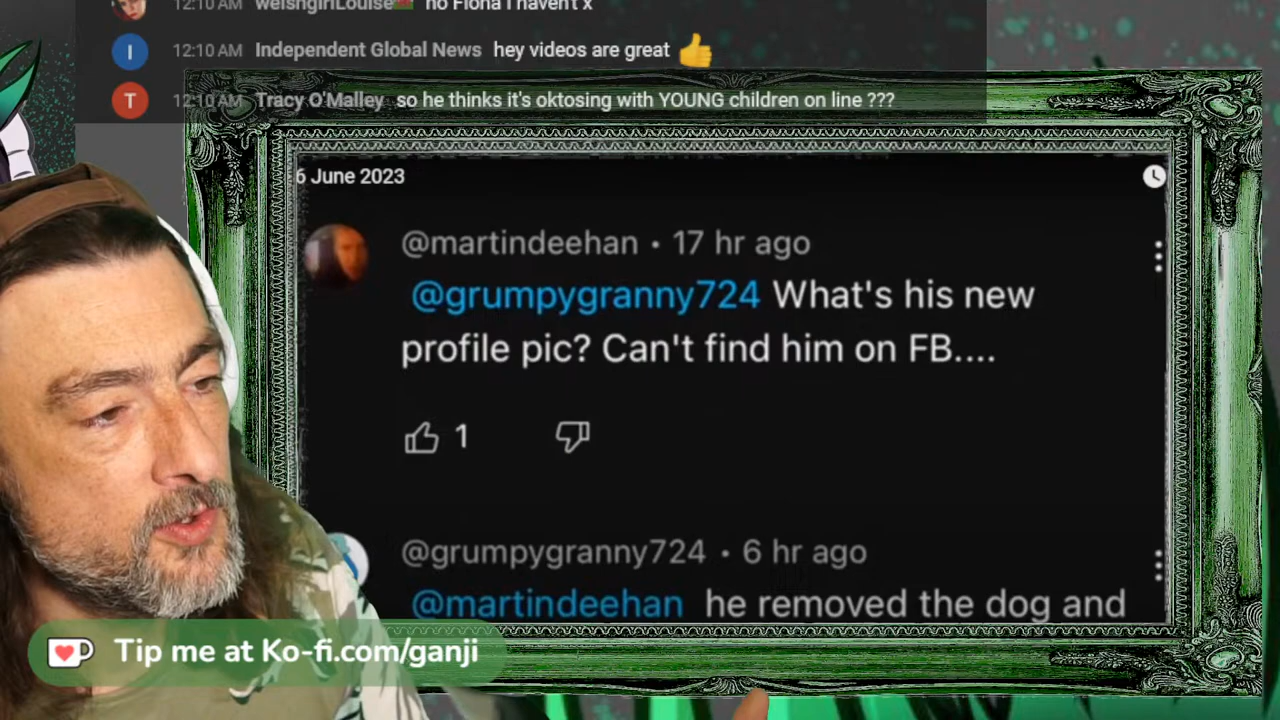 12:10 AM welshgirlLouise no Fiona I haven't x
I 12:10 AM Independent Global News hey videos are great
T 12:10 AM Tracy O'Malley so he thinks it's oktosing with YOUNG children on line ???
6 June 2023
@martindeehan • 17 hr ago
@grumpygranny724 What's his new
profile pic? Can't find him on FB....
1
@grumpygranny724 • 6 hr ago
@martindeehan he removed the dog and
Tip me at Ko-fi.com/ganji